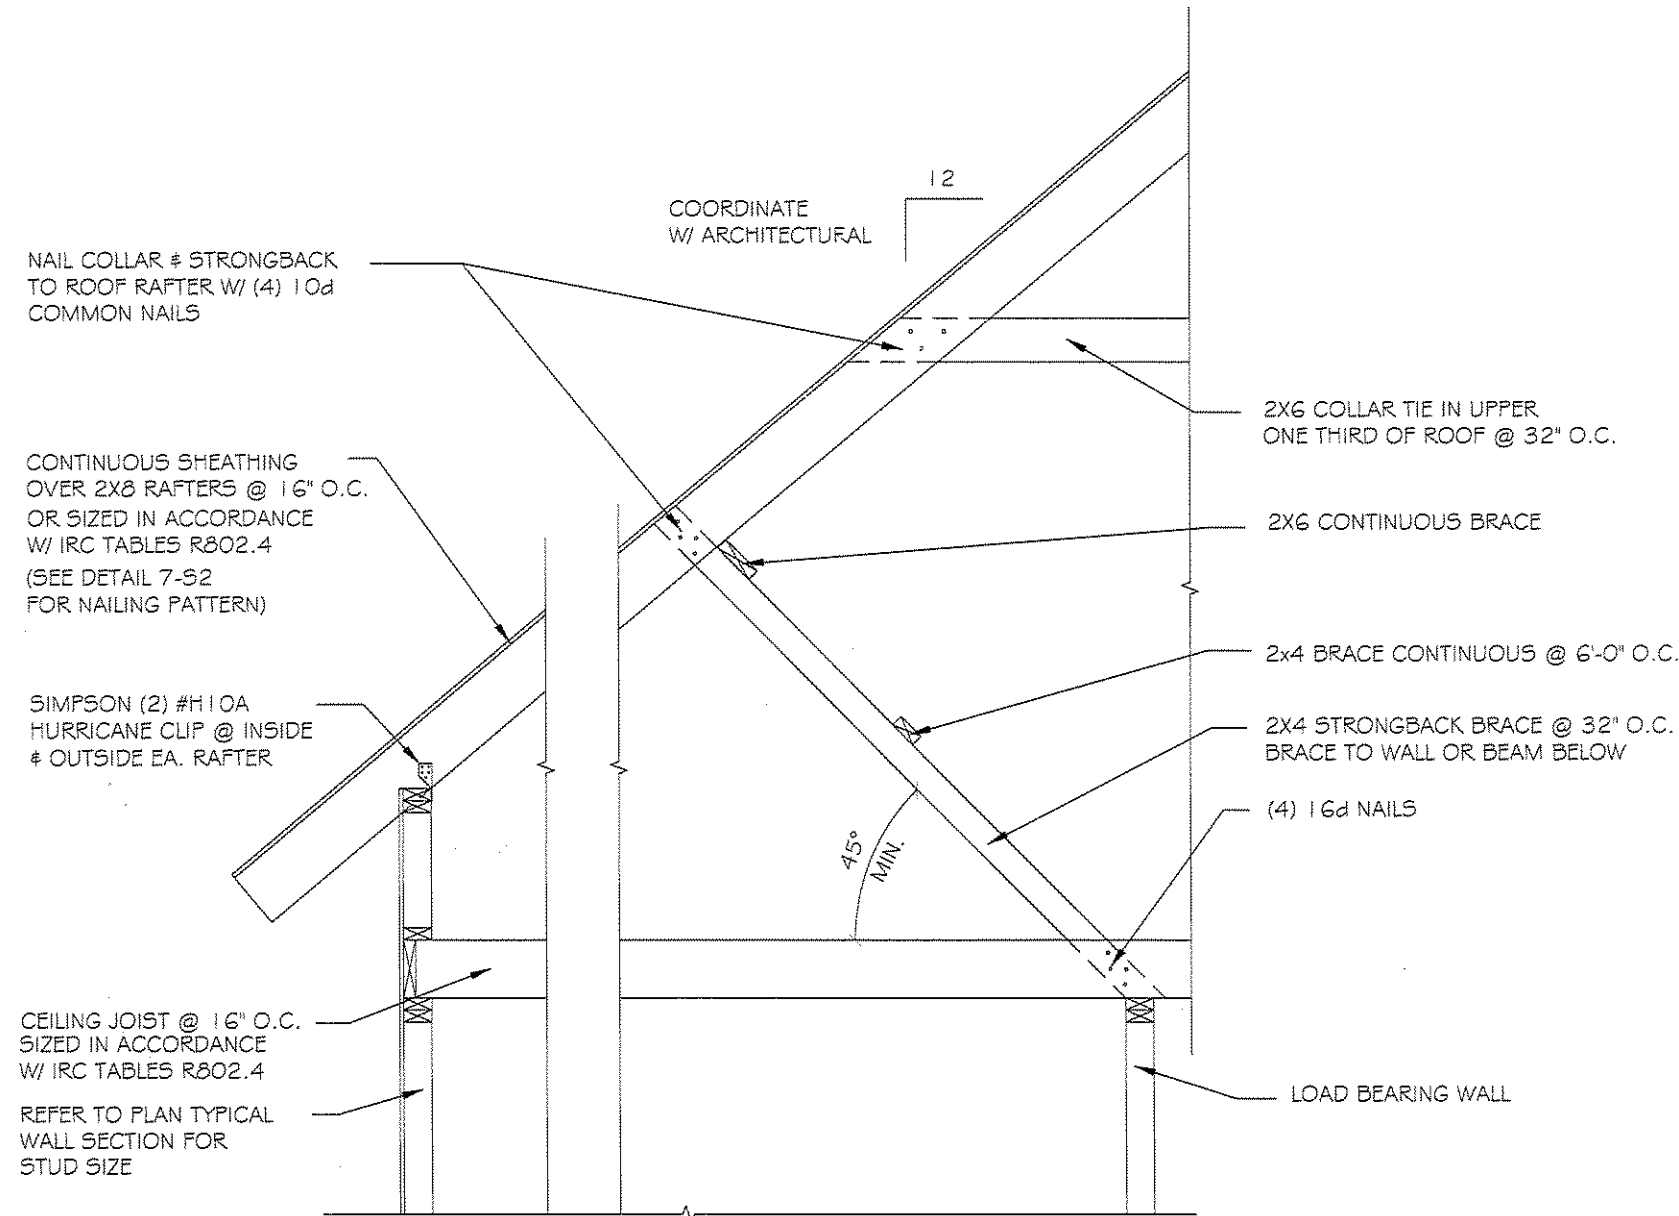 12
COORDINATE
W/ ARCHITECTURAL
NAIL COLLAR & STRONGBACK
TO ROOF RAFTER W/ (4) 10d
COMMON NAILS
2X6 COLLAR TIE IN UPPER
ONE THIRD OF ROOF @ 32" O.C.
CONTINUOUS SHEATHING
OVER 2X8 RAFTERS @ 16" O.C.
OR SIZED IN ACCORDANCE
W/ IRC TABLES R802.4
(SEE DETAIL 7-S2
FOR NAILING PATTERN)
2X6 CONTINUOUS BRACE
2x4 BRACE CONTINUOUS @ 6'-0" O.C.
SIMPSON (2) #H10A
HURRICANE CLIP @ INSIDE
& OUTSIDE EA. RAFTER
2X4 STRONGBACK BRACE @ 32" O.C.
BRACE TO WALL OR BEAM BELOW
(4) 16d NAILS
45°
MIN.
CEILING JOIST @ 16" O.C.
SIZED IN ACCORDANCE
W/ IRC TABLES R802.4
REFER TO PLAN TYPICAL
WALL SECTION FOR
STUD SIZE
LOAD BEARING WALL